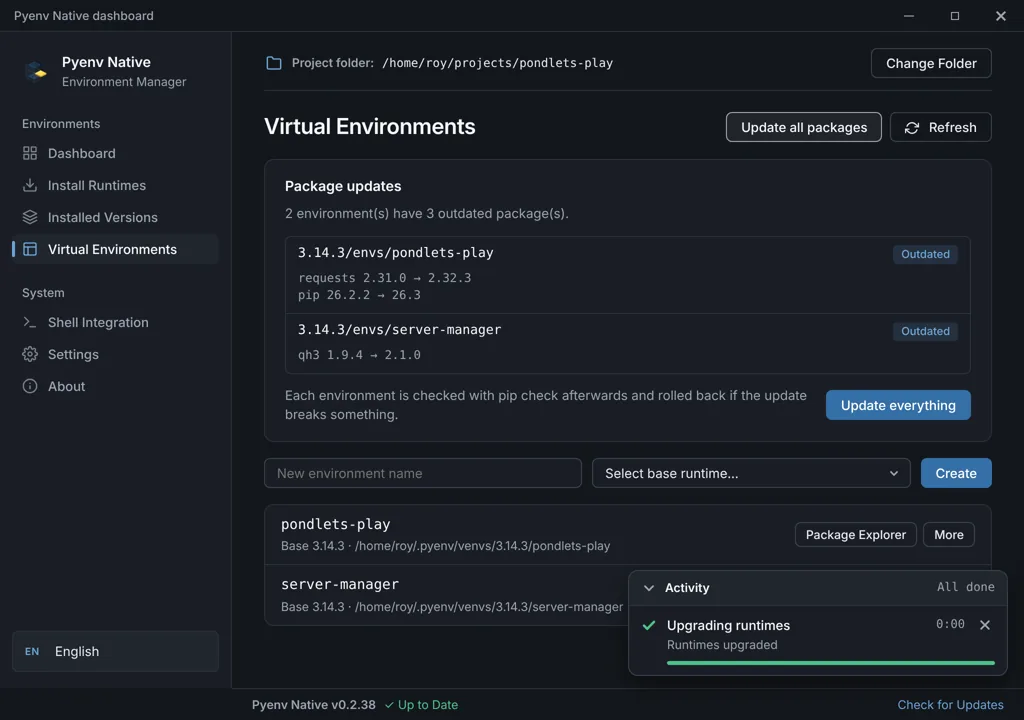 Pyenv Native dashboard
Pyenv Native
Environment Manager
Environments
Dashboard
Install Runtimes
Installed Versions
Virtual Environments
System
Shell Integration
Settings
About
EN English
Project folder: /home/roy/projects/pondlets-play
Change Folder
Virtual Environments
Update all packages
Refresh
Package updates
2 environment(s) have 3 outdated package(s).
3.14.3/envs/pondlets-play
Outdated
requests 2.31.0 → 2.32.3
pip 26.2.2 → 26.3
3.14.3/envs/server-manager
Outdated
qh3 1.9.4 → 2.1.0
Each environment is checked with pip check afterwards and rolled back if the update
breaks something.
Update everything
New environment name
Select base runtime...
Create
pondlets-play
Base 3.14.3 · /home/roy/.pyenv/venvs/3.14.3/pondlets-play
Package Explorer
More
server-manager
Base 3.14.3 · /home/roy/.pyenv/venvs/3.14.3/server-manager
Activity
All done
Upgrading runtimes
0:00
Runtimes upgraded
Pyenv Native v0.2.38
Up to Date
Check for Updates